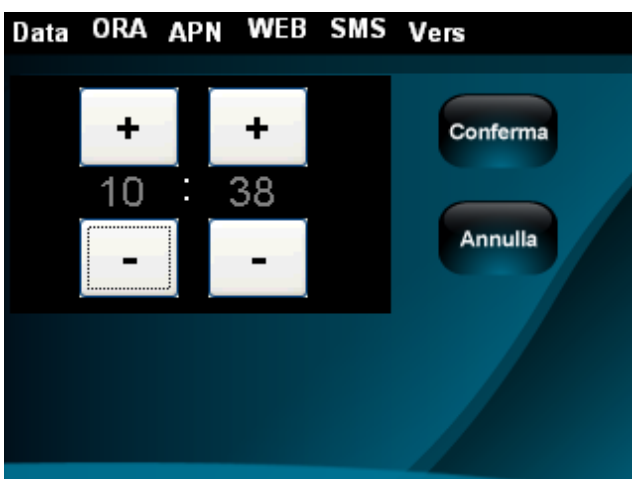 Data ORA APN WEB SMS Vers
+ + Conferma
10 : 38
- - Annulla